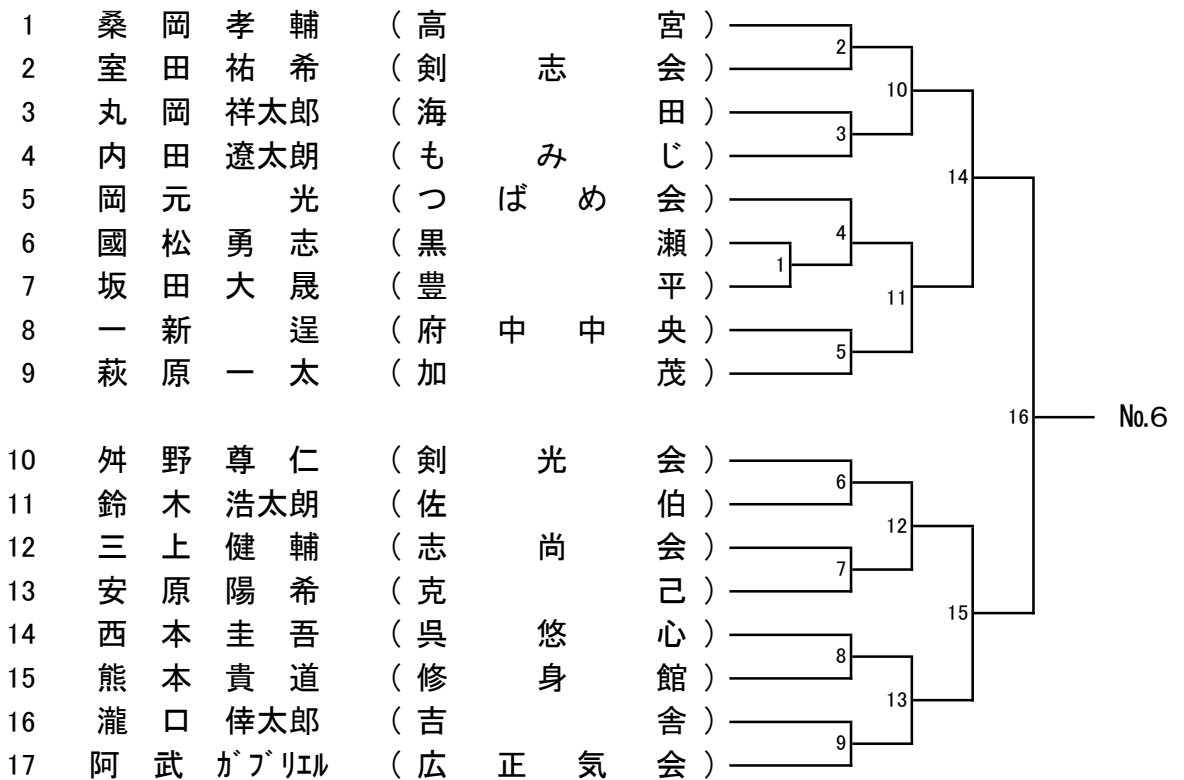 1 桑岡孝輔 (高宮)
2 室田祐希 (剣志会)
3 丸岡祥太郎 (海田)
4 内田遼太朗 (もみじ)
5 岡元光 (つばめ会)
6 國松勇志 (黒瀬)
7 坂田大晟 (豊平)
8 一新逞 (府中中央)
9 萩原一太 (加茂)
10 舛野尊仁 (剣光会)
11 鈴木浩太朗 (佐伯)
12 三上健輔 (志尚会)
13 安原陽希 (克己)
14 西本圭吾 (呉悠心)
15 熊本貴道 (修身館)
16 瀧口倖太郎 (吉舎)
17 阿武ガブリエル (広正気会)
2
10
3
14
4
1
11
5
16 №6
6
12
7
15
8
13
9